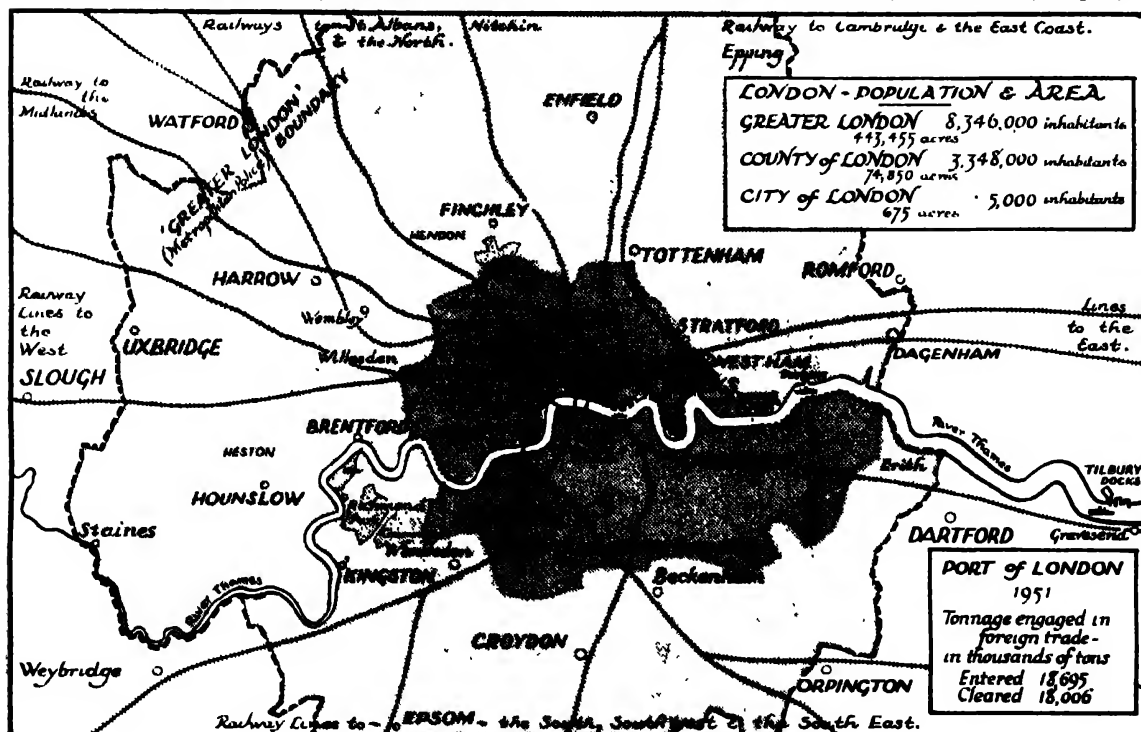 Railways
to St Albans,
& the North.
Hitchin
Railway to Cambridge & the East Coast.
Epping
Railway to
the
Midlands
WATFORD
'GREATER LONDON'
BOUNDARY
(Metropolitan Police)
ENFIELD
LONDON - POPULATION & AREA
GREATER LONDON 8,346,000 inhabitants
443,455 acres
COUNTY of LONDON 3,348,000 inhabitants
74,850 acres
CITY of LONDON 5,000 inhabitants
675 acres
FINCHLEY
HENDON
TOTTENHAM
HARROW
ROMFORD
Railway
Lines to
the
West
Wembley
Willesden
UXBRIDGE
STRATFORD
Lines
to the
East.
DAGENHAM
WEST HAM
SLOUGH
BRENTFORD
HESTON
HOUNSLOW
River Thames
Erith
TILBURY
DOCKS
Richmond
Staines
Wimbledon
DARTFORD
Gravesend
KINGSTON
Beckenham
River Thames
PORT of LONDON
1951
Tonnage engaged in
foreign trade-
in thousands of tons
Entered 18,695
Cleared 18,006
CROYDON
Weybridge
ORPINGTON
Railway Lines to - EPSOM - the South, South West & the South East.